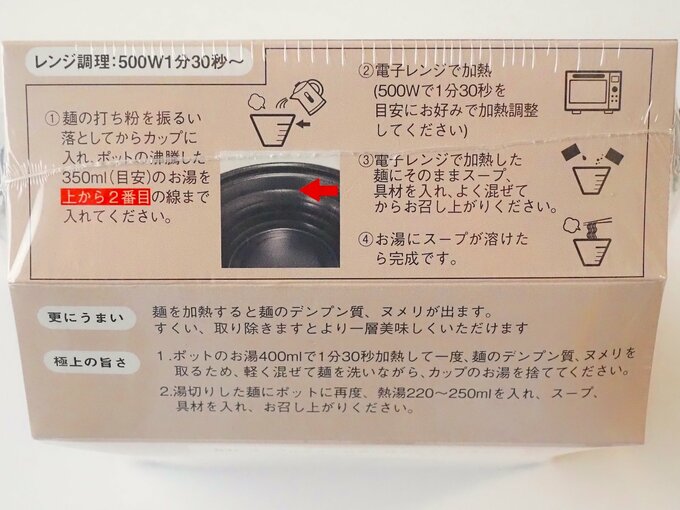 レンジ調理：500W1分30秒～
①麺の打ち粉を振るい
落としてからカップに
入れ、ポットの沸騰した
350ml（目安）のお湯を
上から2番目の線まで
入れてください。
②電子レンジで加熱
(500Wで1分30秒を
目安にお好みで加熱調整
してください)
③電子レンジで加熱した
麺にそのままスープ、
具材を入れ、よく混ぜて
からお召し上がりください。
④お湯にスープが溶けた
ら完成です。
更にうまい
麺を加熱すると麺のデンプン質、ヌメリが出ます。
すくい、取り除きますとより一層美味しくいただけます
極上の旨さ
1.ポットのお湯400mlで1分30秒加熱して一度、麺のデンプン質、ヌメリを
取るため、軽く混ぜて麺を洗いながら、カップのお湯を捨ててください。
2.湯切りした麺にポットに再度、熱湯220～250mlを入れ、スープ、
具材を入れ、お召し上がりください。